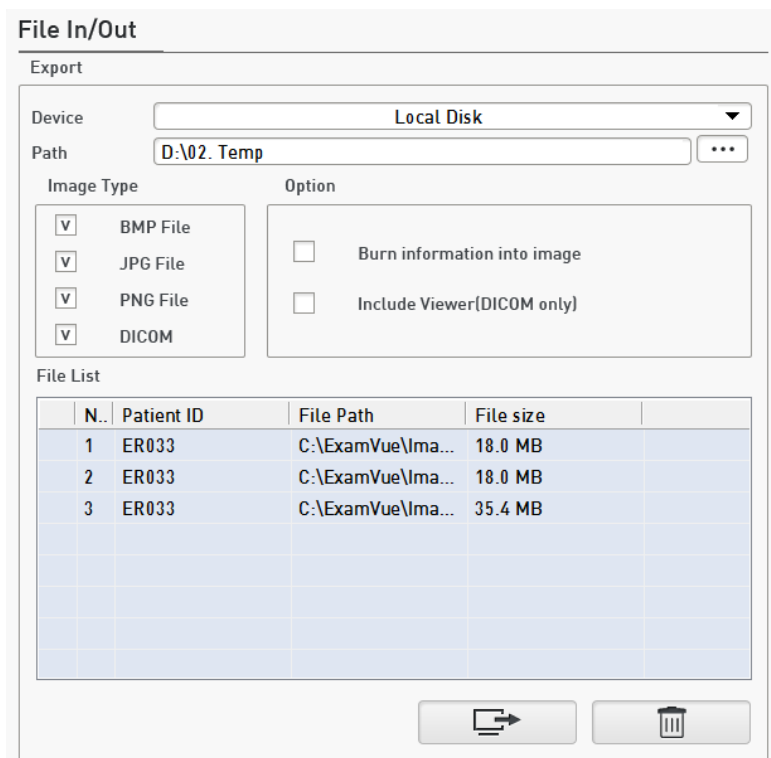 File In/Out
Export
Device Local Disk
Path D:\02. Temp ...
Image Type Option
v BMP File
v JPG File
v PNG File
v DICOM
Burn information into image
Include Viewer(DICOM only)
File List
N.. Patient ID File Path File size
1 ER033 C:\ExamVue\Ima... 18.0 MB
2 ER033 C:\ExamVue\Ima... 18.0 MB
3 ER033 C:\ExamVue\Ima... 35.4 MB